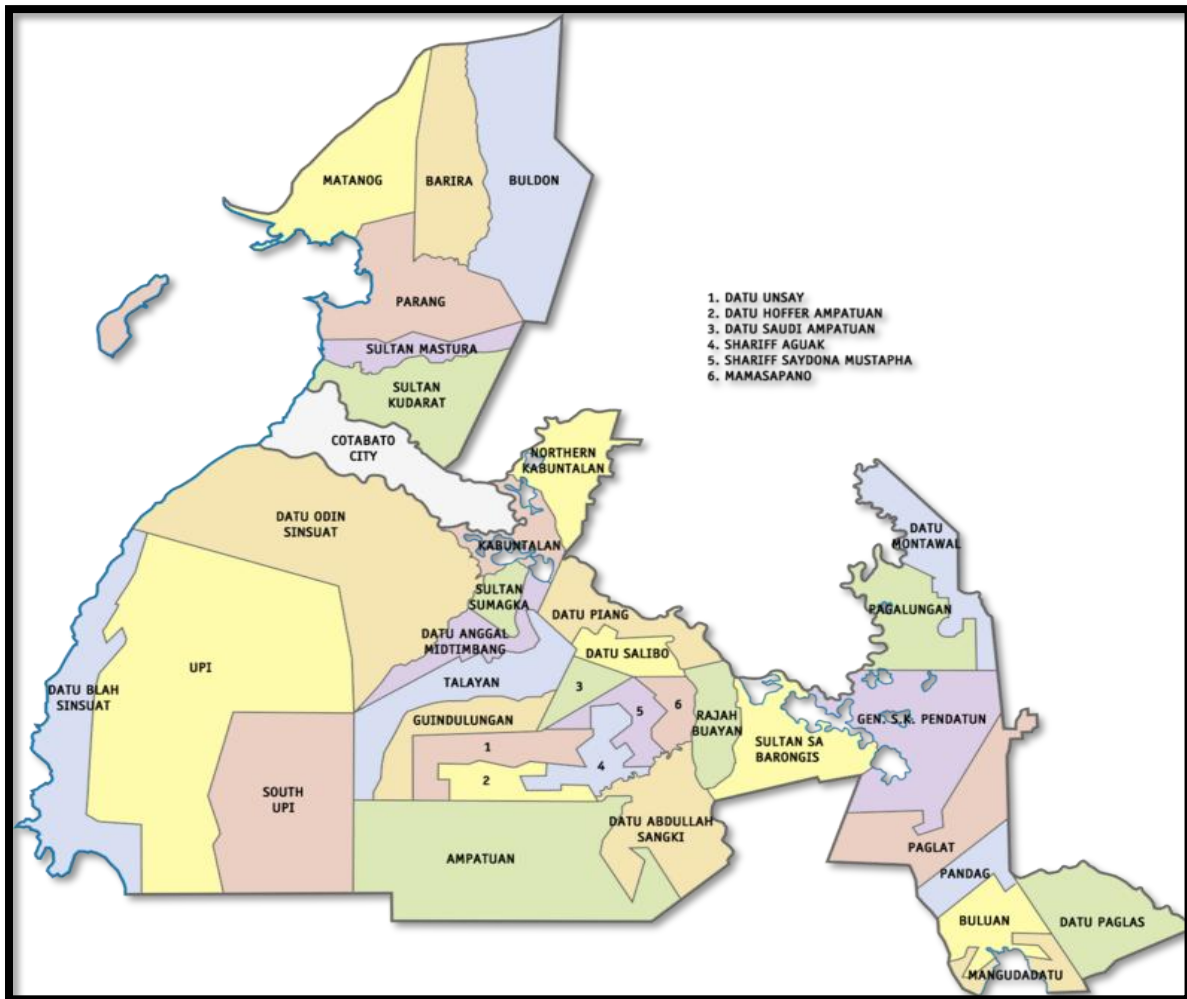 MATANOG
BARIRA
BULDON
PARANG
SULTAN MASTURA
SULTAN
KUDARAT
COTABATO
CITY
1. DATU UNSAY
2. DATU HOFFER AMPATUAN
3. DATU SAUDI AMPATUAN
4. SHARIFF AGUAK
5. SHARIFF SAYDONA MUSTAPHA
6. MAMASAPANO
NORTHERN
KABUNTALAN
DATU ODIN
SINSUAT
KABUNTALAN
DATU
MONTAWAL
SULTAN
SUMAGKA
DATU PIANG
PAGALUNGAN
DATU ANGGAL
MIDTIMBANG
DATU SALIBO
UPI
TALAYAN
DATU BLAH
SINSUAT
3
5
6
GUINDULUNGAN
RAJAH
BUAYAN
GEN. S.K. PENDATUN
1
SULTAN SA
BARONGIS
4
2
SOUTH
UPI
DATU ABDULLAH
SANGKI
AMPATUAN
PAGLAT
PANDAG
BULUAN
DATU PAGLAS
MANGUDADATU